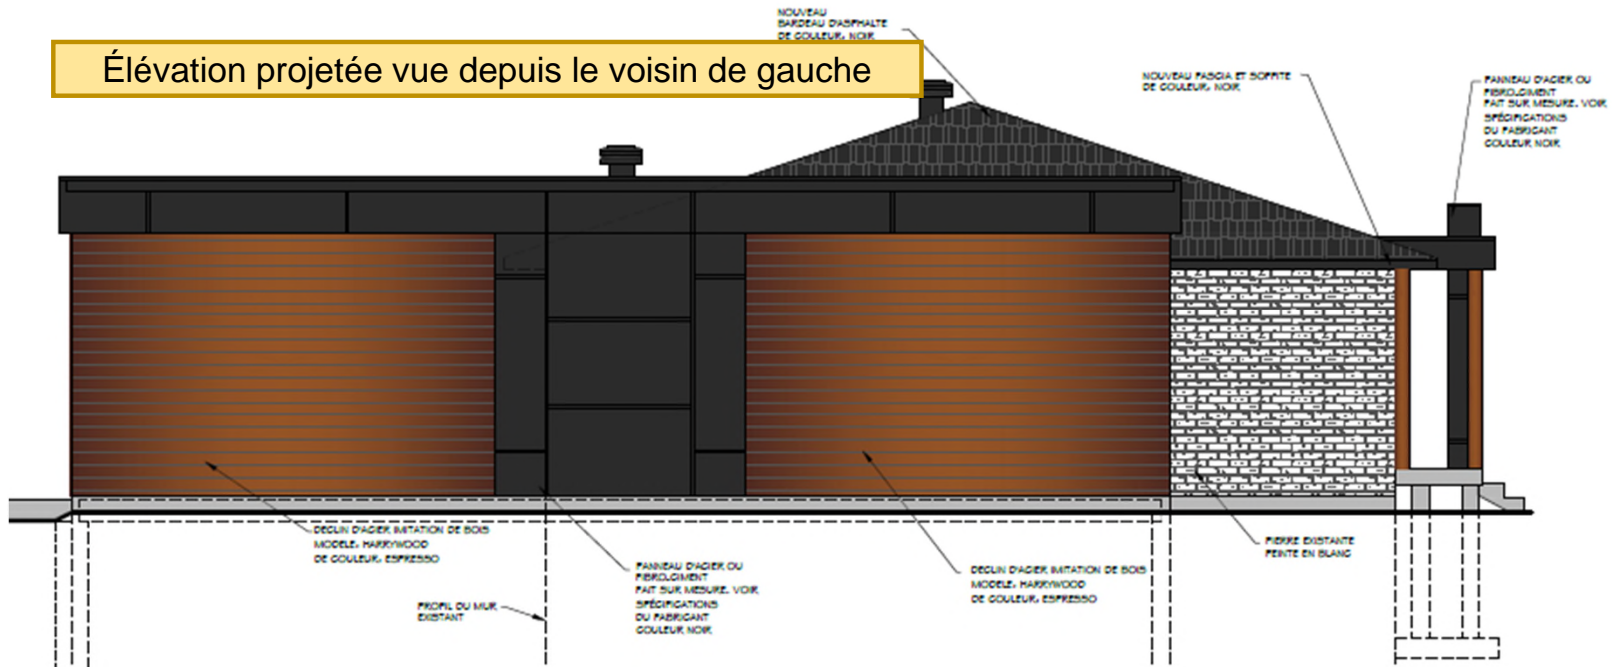 NOUVEAU
BARDEAU D'ASPHALTE
DE COULEUR, NOIR
Élévation projetée vue depuis le voisin de gauche
NOUVEAU FASCIA ET SOFFITE
DE COULEUR, NOIR
PANNEAU D'ACIER OU
FIBROCIMENT
FAIT SUR MESURE. VOIR
SPÉCIFICATIONS
DU FABRICANT
COULEUR NOIR
DECLIN D'ACIER IMITATION DE BOIS
MODELE, HARRYWOOD
DE COULEUR, ESPRESSO
PROFIL DU MUR
EXISTANT
PANNEAU D'ACIER OU
FIBROCIMENT
FAIT SUR MESURE. VOIR
SPÉCIFICATIONS
DU FABRICANT
COULEUR NOIR
DECLIN D'ACIER IMITATION DE BOIS
MODELE, HARRYWOOD
DE COULEUR, ESPRESSO
PIERRE EXISTANTE
PEINTE EN BLANC